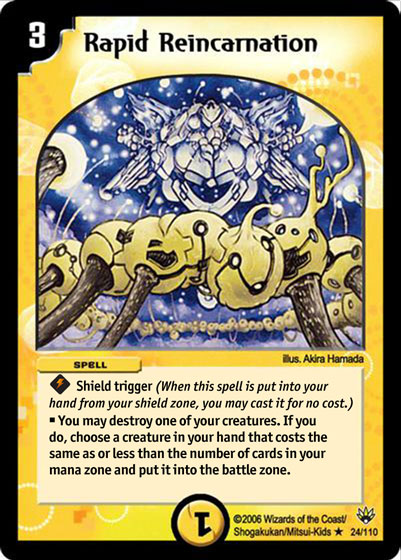 3 Rapid Reincarnation
illus. Akira Hamada
SPELL
Shield trigger (When this spell is put into your
hand from your shield zone, you may cast it for no cost.)
▪ You may destroy one of your creatures. If you
do, choose a creature in your hand that costs the
same as or less than the number of cards in your
mana zone and put it into the battle zone.
1
©2006 Wizards of the Coast/
Shogakukan/Mitsui-Kids ★ 24/110